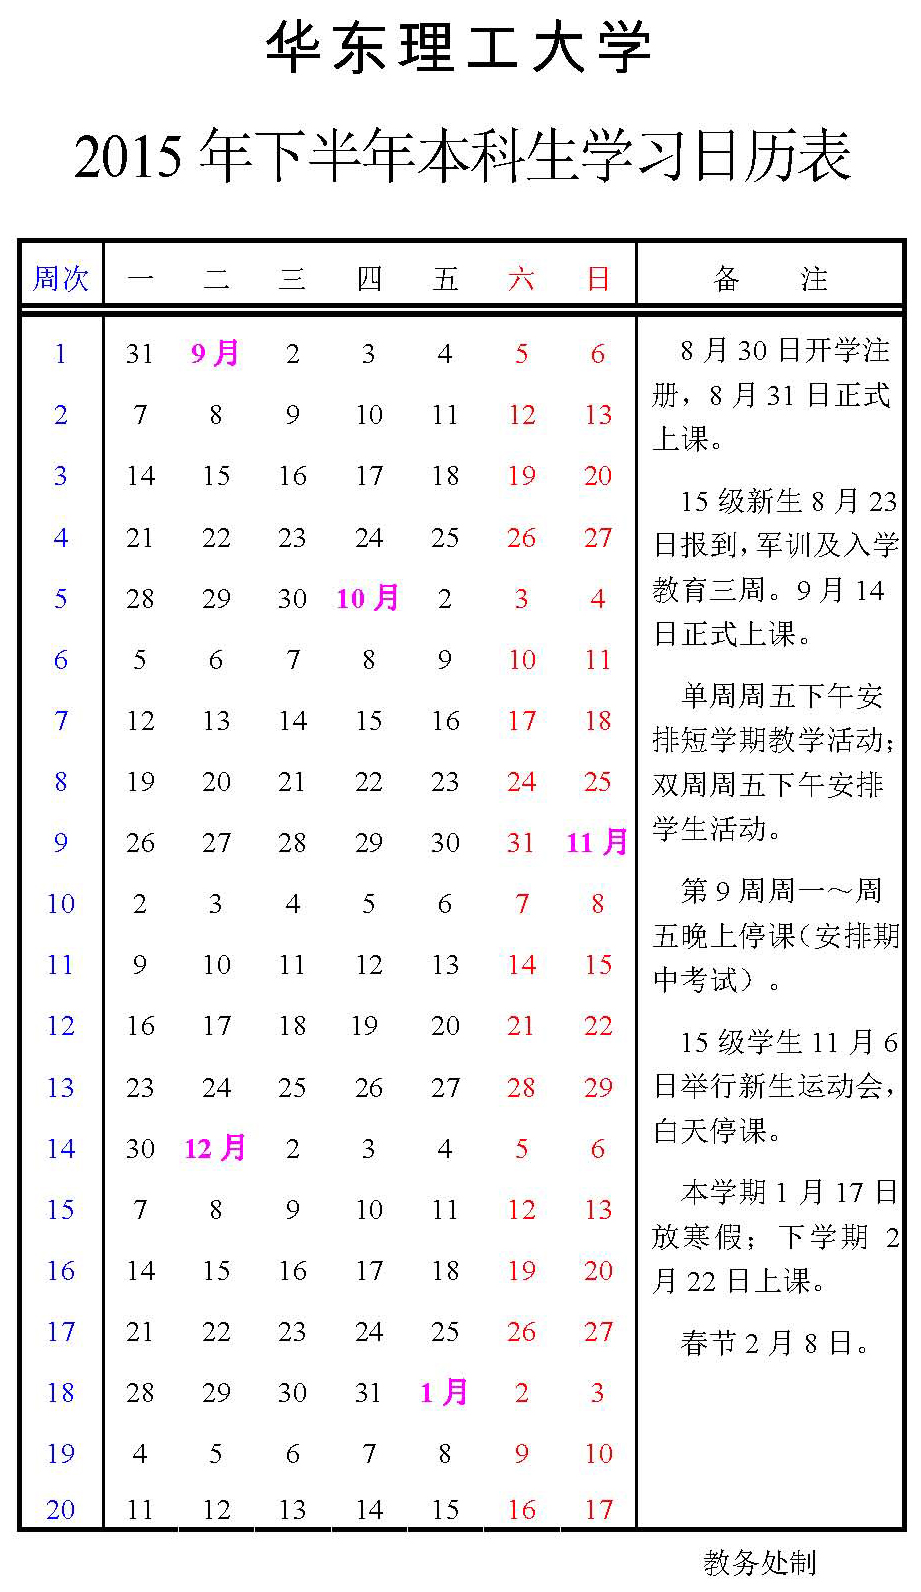 华东理工大学
2015 年下半年本科生学习日历表
周次 一 二 三 四 五 六 日 备 注
1 31 9月 2 3 4 5 6
2 7 8 9 10 11 12 13
3 14 15 16 17 18 19 20
4 21 22 23 24 25 26 27
5 28 29 30 10月 2 3 4
6 5 6 7 8 9 10 11
7 12 13 14 15 16 17 18
8 19 20 21 22 23 24 25
9 26 27 28 29 30 31 11月
10 2 3 4 5 6 7 8
11 9 10 11 12 13 14 15
12 16 17 18 19 20 21 22
13 23 24 25 26 27 28 29
14 30 12月 2 3 4 5 6
15 7 8 9 10 11 12 13
16 14 15 16 17 18 19 20
17 21 22 23 24 25 26 27
18 28 29 30 31 1月 2 3
19 4 5 6 7 8 9 10
20 11 12 13 14 15 16 17
8 月 30 日开学注
册，8 月 31 日正式
上课。
15 级新生 8 月 23
日报到，军训及入学
教育三周。9 月 14
日正式上课。
单周周五下午安
排短学期教学活动；
双周周五下午安排
学生活动。
第 9 周周一～周
五晚上停课（安排期
中考试）。
15 级学生 11 月 6
日举行新生运动会，
白天停课。
本学期 1 月 17 日
放寒假；下学期 2
月 22 日上课。
春节 2 月 8 日。
教务处制